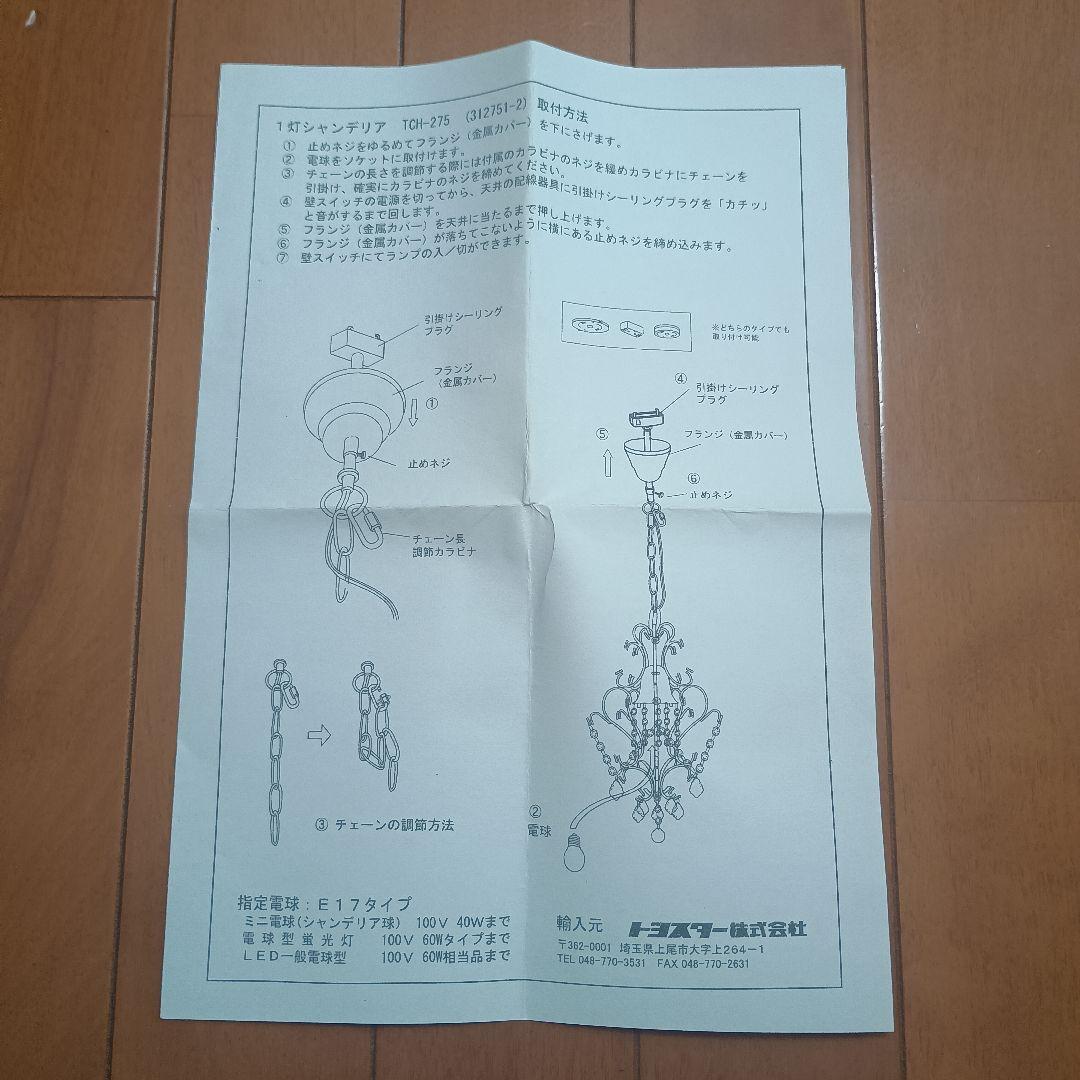 1灯シャンデリア TCH-275 (312751-2) 取付方法
① 止めネジをゆるめてフランジ(金属カバー)を下にさげます。
② 電球をソケットに取付けます。
③ チェーンの長さを調節する際には付属のカラビナのネジを緩めカラビナにチェーンを
引掛け、確実にカラビナのネジを締めてください。
④ 壁スイッチの電源を切ってから、天井の配線器具に引掛けシーリングプラグを「カチッ」
と音がするまで回します。
⑤ フランジ(金属カバー)を天井に当たるまで押し上げます。
⑥ フランジ(金属カバー)が落ちてこないように横にある止めネジを締め込みます。
⑦ 壁スイッチにてランプの入/切ができます。
引掛けシーリング
プラグ
フランジ
(金属カバー)
①
止めネジ
チェーン長
調節カラビナ
※どちらのタイプでも
取り付け可能
④
引掛けシーリング
プラグ
⑤
フランジ(金属カバー)
⑥
止めネジ
②
電球
③ チェーンの調節方法
指定電球:E17タイプ
ミニ電球(シャンデリア球) 100V 40Wまで
電球型蛍光灯 100V 60Wタイプまで
LED一般電球型 100V 60W相当品まで
輸入元 トヨスター株式会社
〒362-0001 埼玉県上尾市大字上264-1
TEL 048-770-3531 FAX 048-770-2631